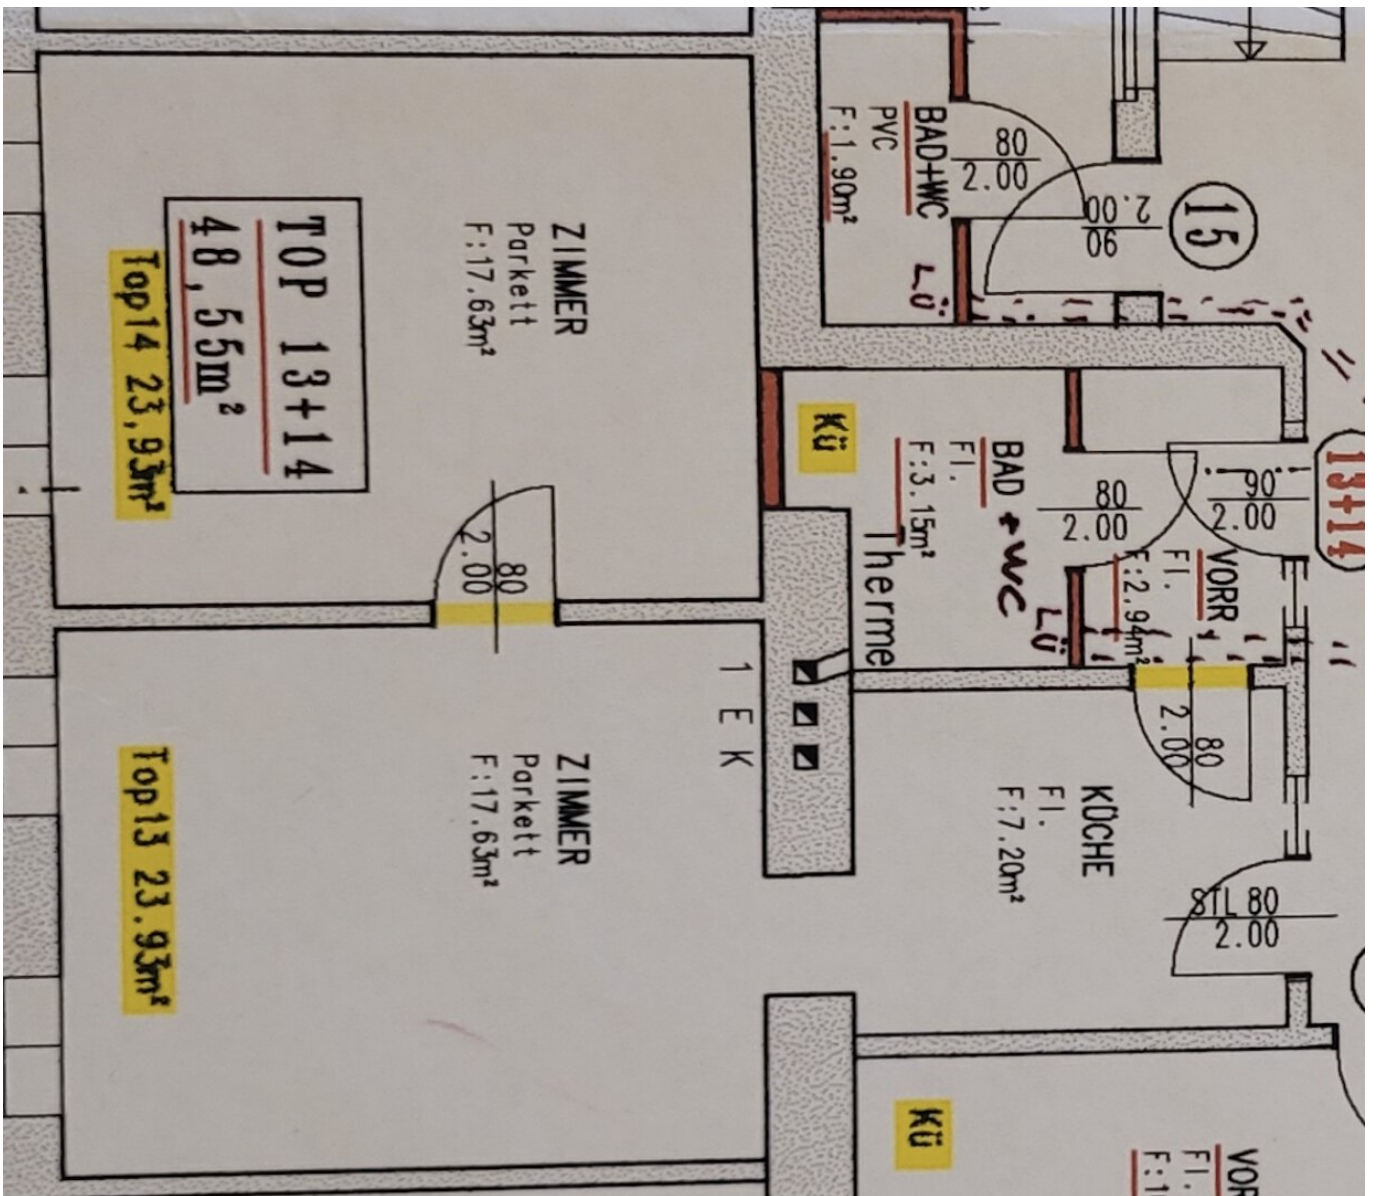 BAD+WC
PVC
F:1.90m²
80
2.00
90
2.00
15
LÜ
ZIMMER
Parkett
F:17.63m²
TOP 13+14
48,55m²
Top14 23,93m²
KÜ
BAD + WC
Fl.
F:3.15m²
Therme
80
2.00
90
2.00
13+14
VORR
Fl.
F:2.94m²
LÜ
80
2.00
80
2.00
1 E K
ZIMMER
Parkett
F:17.63m²
Top13 23.93m²
KÜCHE
Fl.
F:7.20m²
STL 80
2.00
KÜ
VOR
Fl.
F:1